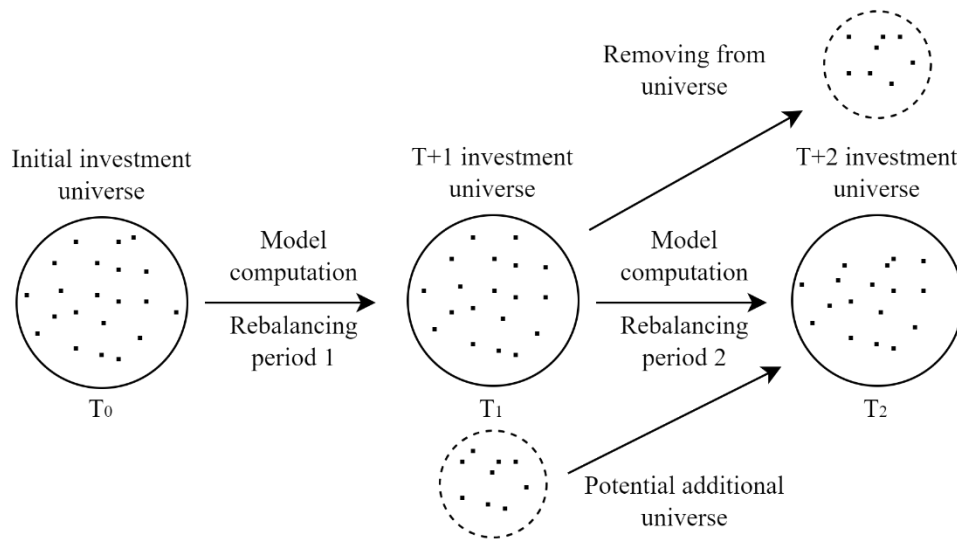 Removing from
universe
Initial investment
universe
T+1 investment
universe
T+2 investment
universe
Model
computation
Rebalancing
period 1
Model
computation
Rebalancing
period 2
T₀
T₁
T₂
Potential additional
universe